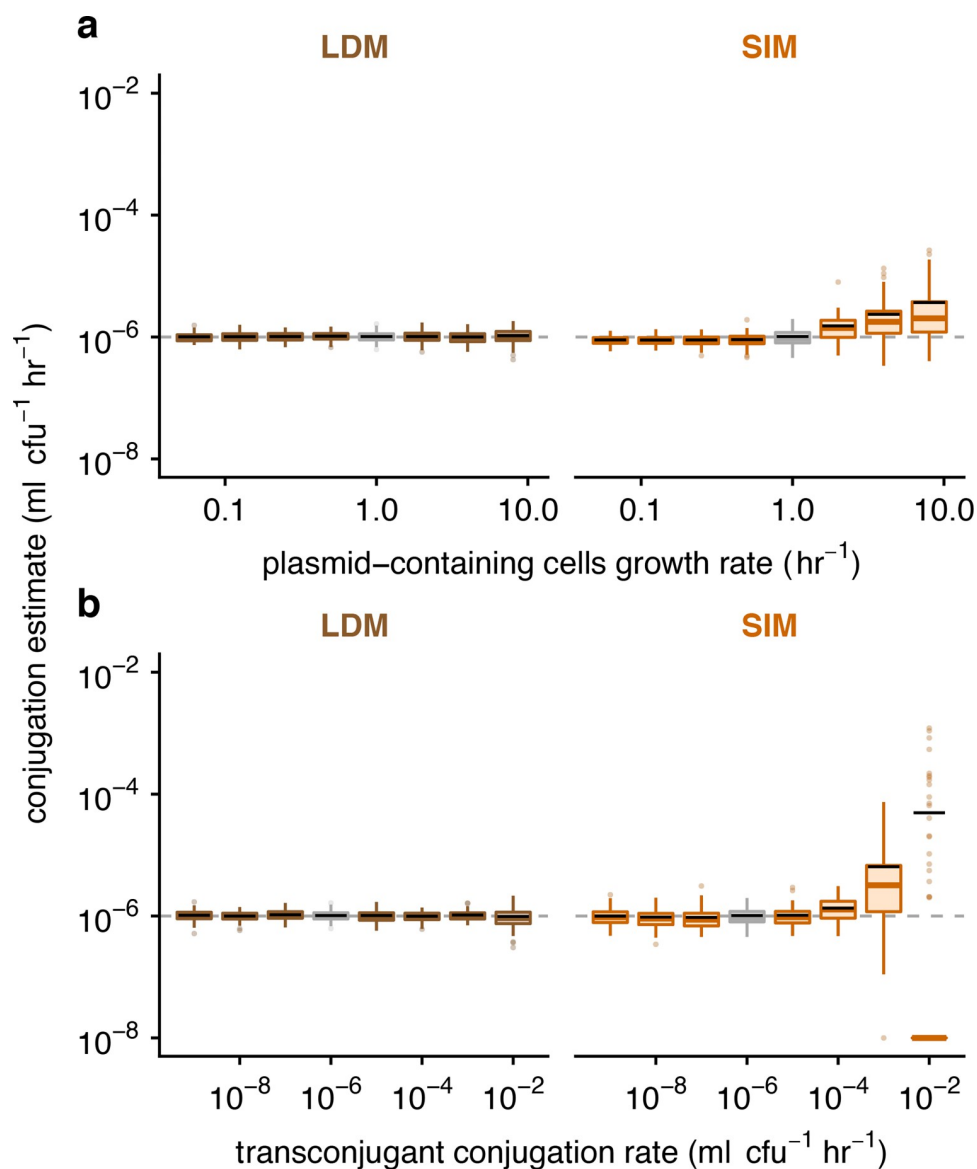 a
LDM SIM
10⁻²
10⁻⁴
10⁻⁶
10⁻⁸
0.1 1.0 10.0 0.1 1.0 10.0
plasmid−containing cells growth rate (hr⁻¹)
conjugation estimate (ml cfu⁻¹ hr⁻¹)
b
LDM SIM
10⁻²
10⁻⁴
10⁻⁶
10⁻⁸
10⁻⁸ 10⁻⁶ 10⁻⁴ 10⁻² 10⁻⁸ 10⁻⁶ 10⁻⁴ 10⁻²
transconjugant conjugation rate (ml cfu⁻¹ hr⁻¹)